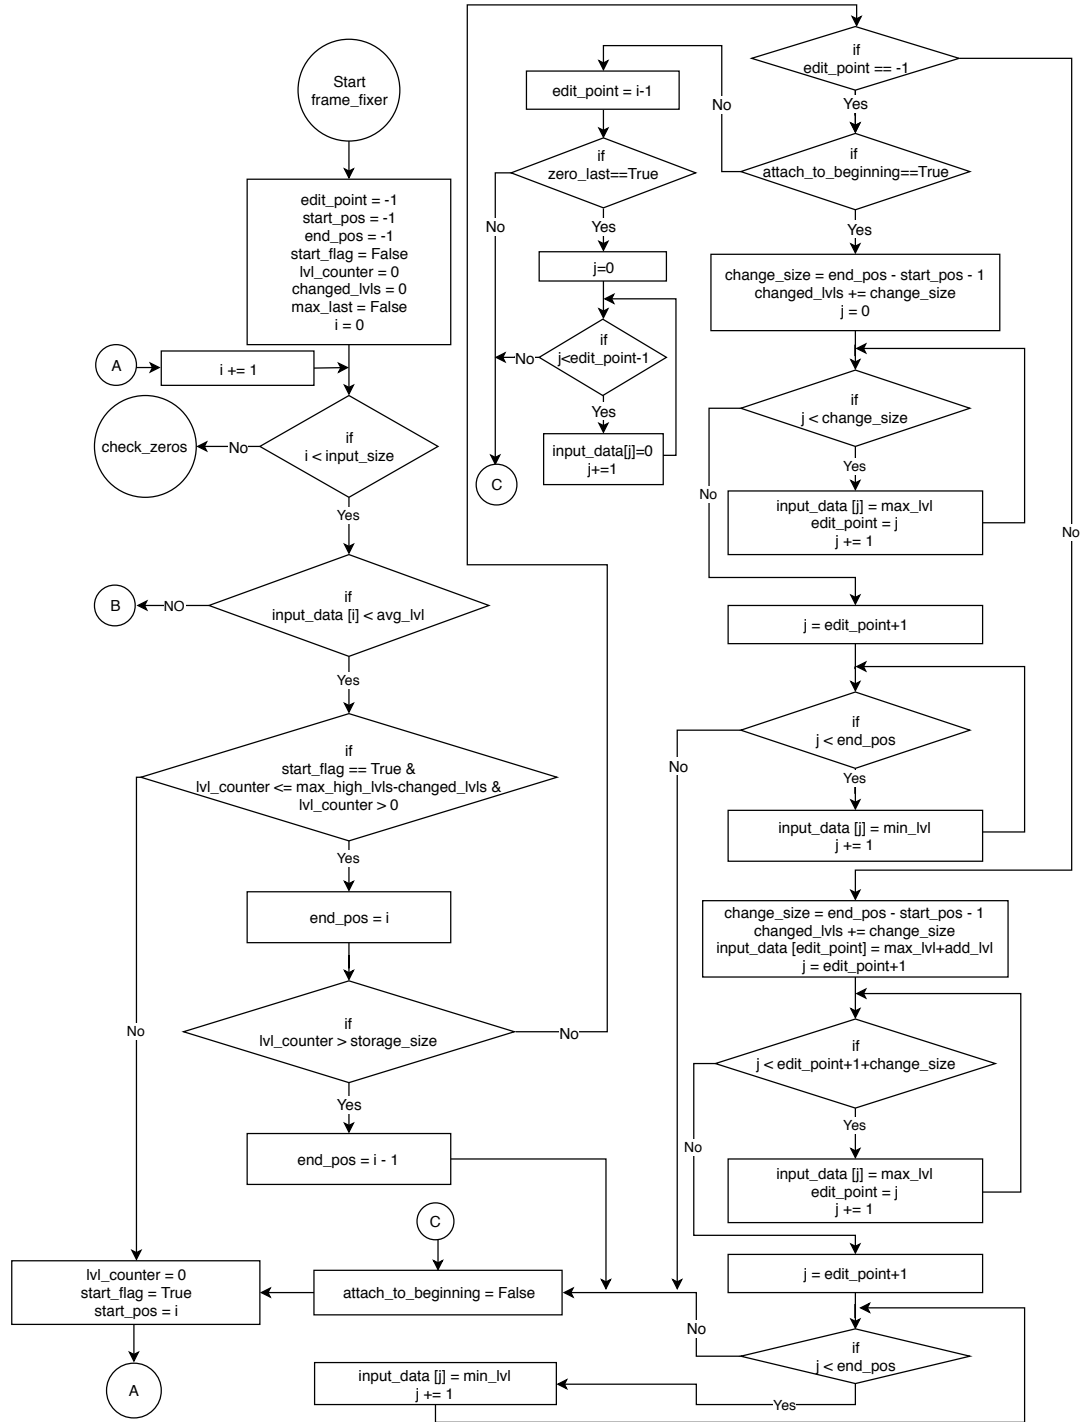 Start
frame_fixer
edit_point = -1
start_pos = -1
end_pos = -1
start_flag = False
lvl_counter = 0
changed_lvls = 0
max_last = False
i = 0
A
i += 1
check_zeros
No
if
i < input_size
Yes
B
NO
if
input_data [i] < avg_lvl
Yes
if
start_flag == True &
lvl_counter <= max_high_lvls-changed_lvls &
lvl_counter > 0
Yes
end_pos = i
No
if
lvl_counter > storage_size
No
Yes
end_pos = i - 1
C
lvl_counter = 0
start_flag = True
start_pos = i
attach_to_beginning = False
A
edit_point = i-1
No
if
zero_last==True
No
Yes
j=0
if
j<edit_point-1
No
Yes
input_data[j]=0
j+=1
C
if
edit_point == -1
Yes
if
attach_to_beginning==True
Yes
change_size = end_pos - start_pos - 1
changed_lvls += change_size
j = 0
if
j < change_size
Yes
No
input_data [j] = max_lvl
edit_point = j
j += 1
No
j = edit_point+1
if
j < end_pos
No
Yes
input_data [j] = min_lvl
j += 1
change_size = end_pos - start_pos - 1
changed_lvls += change_size
input_data [edit_point] = max_lvl+add_lvl
j = edit_point+1
if
j < edit_point+1+change_size
Yes
No
input_data [j] = max_lvl
edit_point = j
j += 1
j = edit_point+1
No
if
j < end_pos
Yes
input_data [j] = min_lvl
j += 1